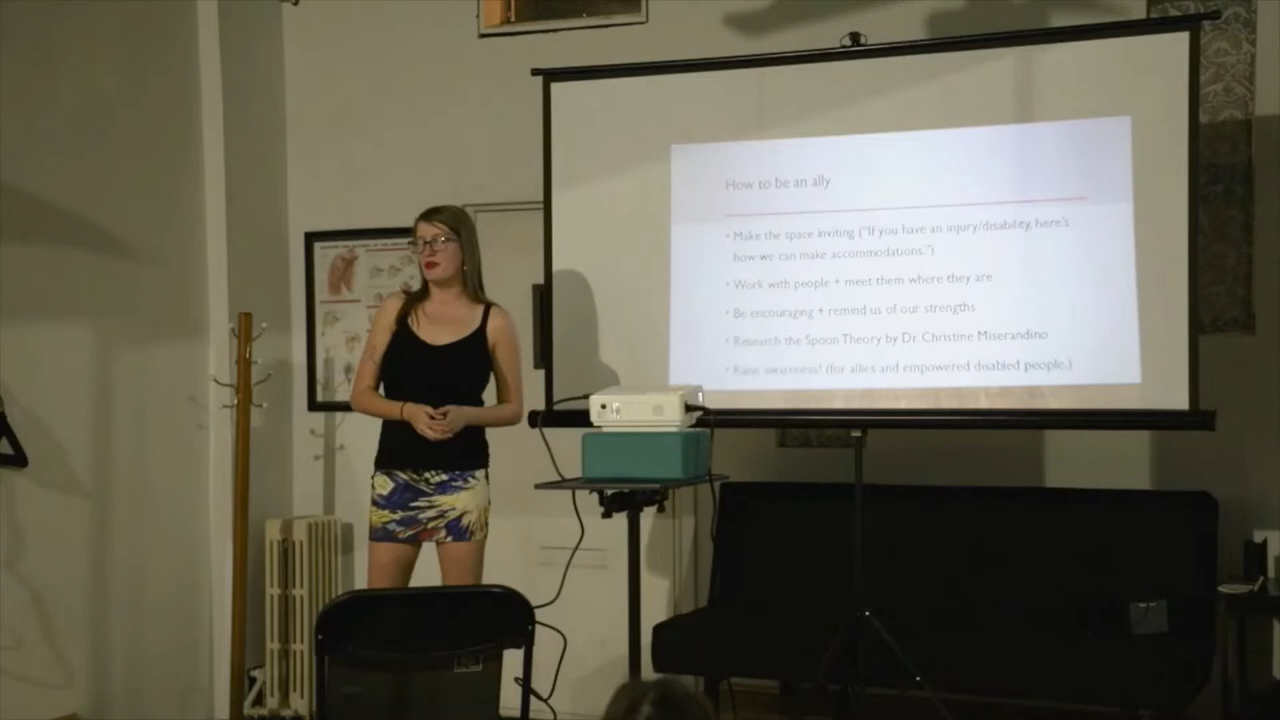 How to be an ally
• Make the space inviting ("If you have an injury/disability, here's
how we can make accommodations.")
• Work with people + meet them where they are
• Be encouraging + remind us of our strengths
• Research the Spoon Theory by Dr. Christine Miserandino
• Raise awareness! (for allies and empowered disabled people.)